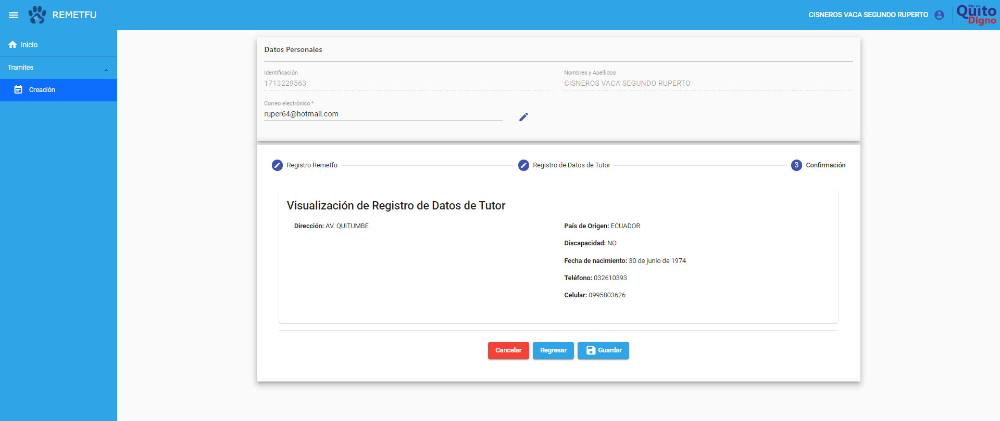 REMETFU
CISNEROS VACA SEGUNDO RUPERTO
Por un
Quito
Digno
Inicio
Tramites
Creación
Datos Personales
Identificación
1713229563
Nombres y Apellidos
CISNEROS VACA SEGUNDO RUPERTO
Correo electrónico *
ruper64@hotmail.com
Registro Remetfu
Registro de Datos de Tutor
3 Confirmación
Visualización de Registro de Datos de Tutor
Dirección: AV. QUITUMBE
País de Origen: ECUADOR
Discapacidad: NO
Fecha de nacimiento: 30 de junio de 1974
Teléfono: 032610393
Celular: 0995803626
Cancelar
Regresar
Guardar